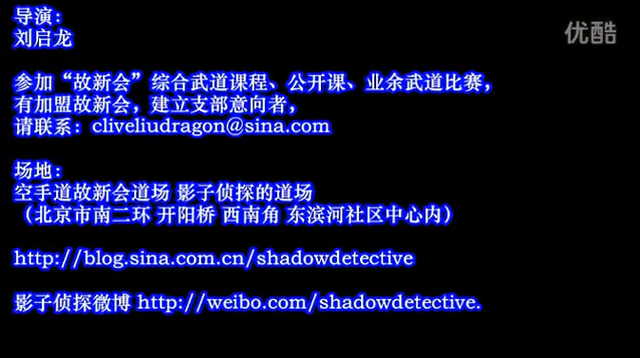 导演：
刘启龙
优酷
参加“故新会”综合武道课程、公开课、业余武道比赛，
有加盟故新会，建立支部意向者，
请联系：cliveliudragon@sina.com
场地：
空手道故新会道场 影子侦探的道场
（北京市南二环 开阳桥 西南角 东滨河社区中心内）
http://blog.sina.com.cn/shadowdetective
影子侦探微博 http://weibo.com/shadowdetective.